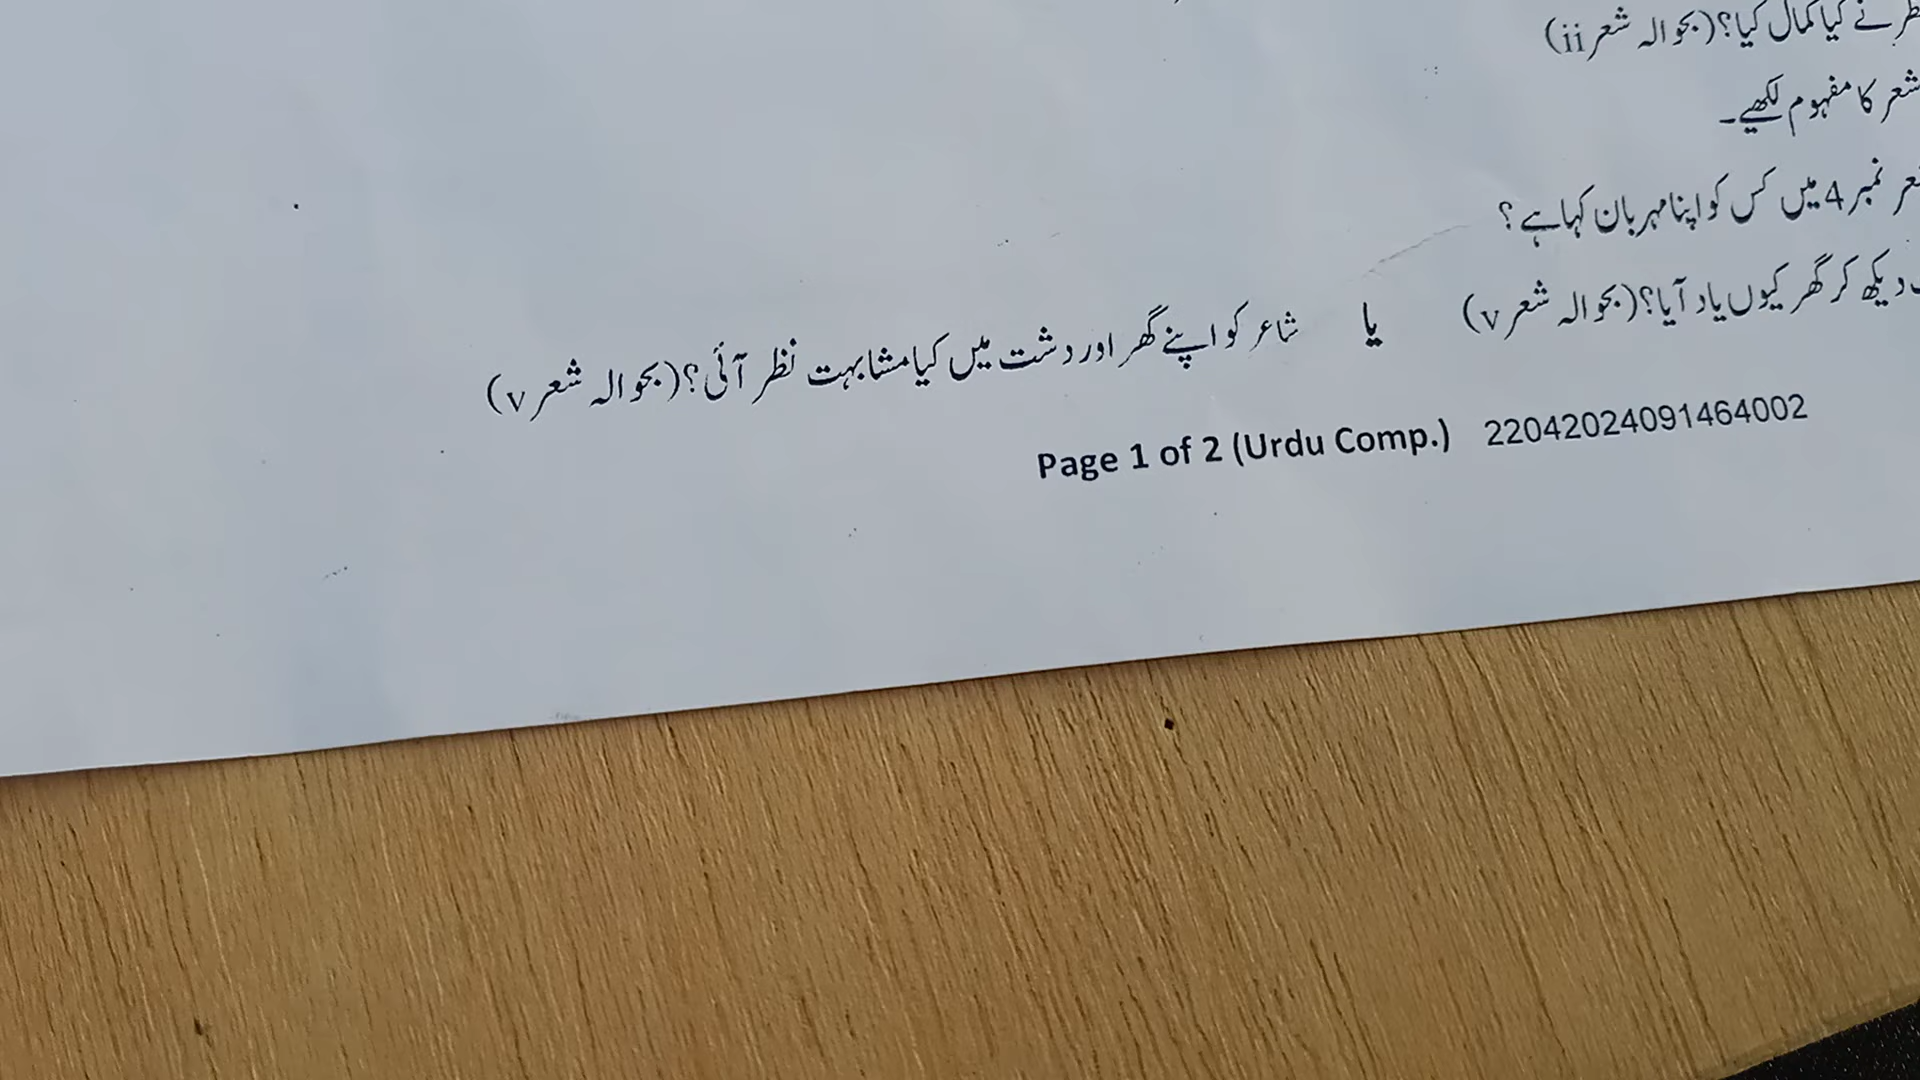 نے کیا کمال کیا؟(بحوالہ شعر ii)
شعر کا مفہوم لکھیے۔
نمبر 4 میں کس کو اپنا مہربان کہا ہے ؟
دیکھ کر گھر کیوں یاد آیا؟(بحوالہ شعر v) یا شاعر کو اپنے گھر اور دشت میں کیا مشابہت نظر آئی؟(بحوالہ شعر v)
Page 1 of 2 (Urdu Comp.) 22042024091464002